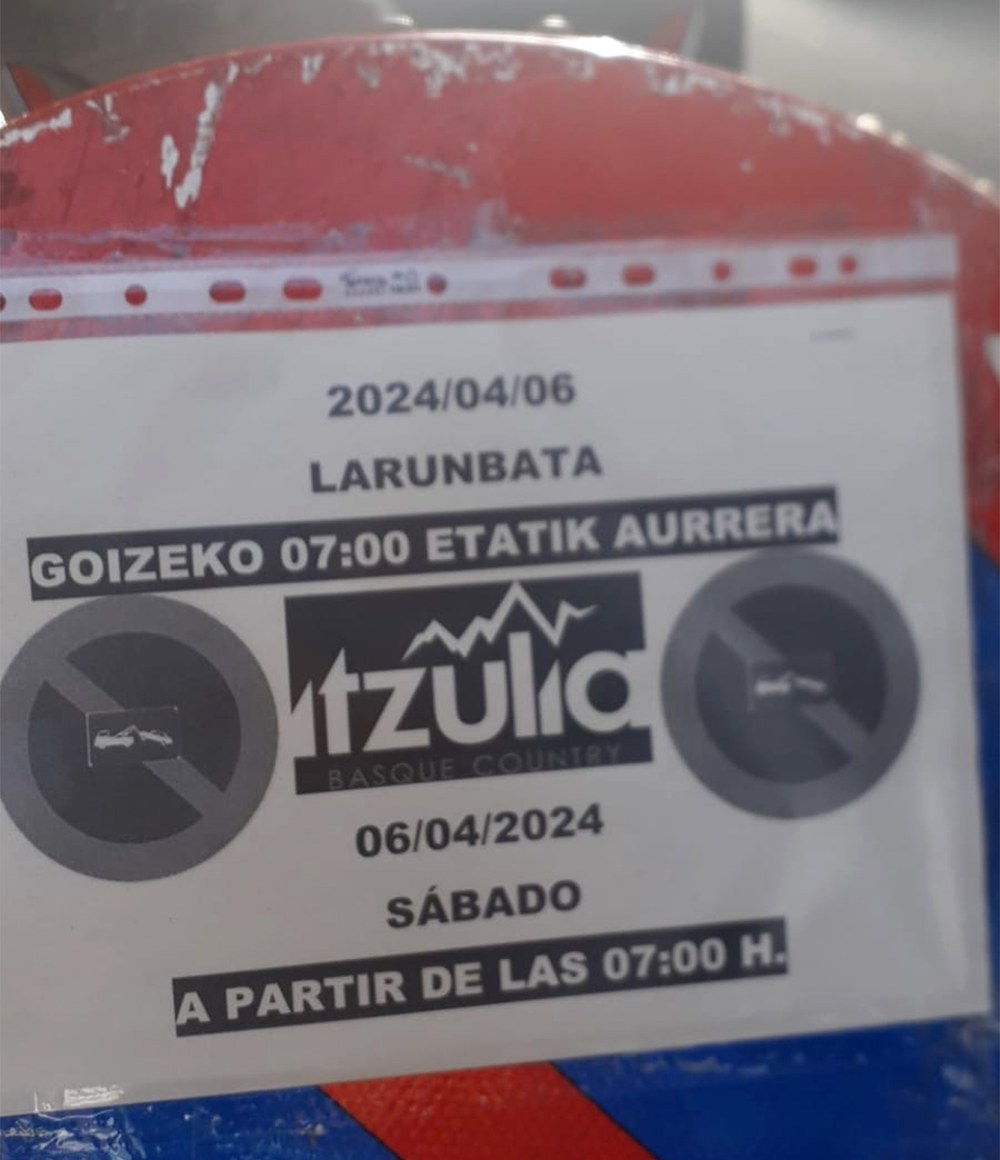 2024/04/06
LARUNBATA
GOIZEKO 07:00 ETATIK AURRERA
Itzulia
BASQUE COUNTRY
06/04/2024
SÁBADO
A PARTIR DE LAS 07:00 H.